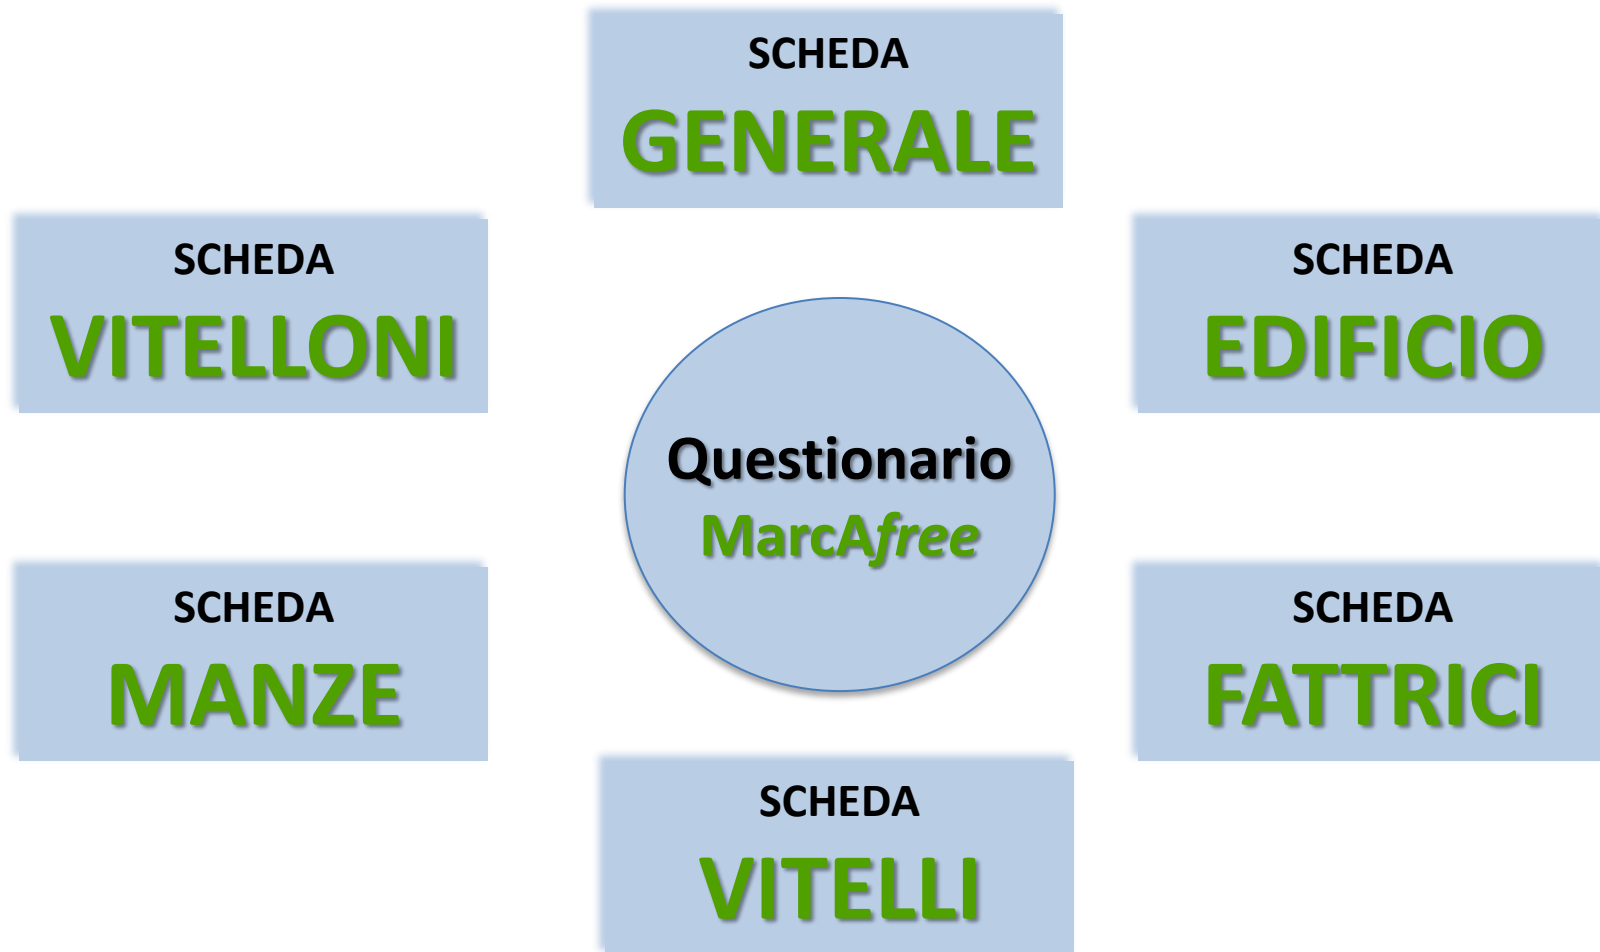 SCHEDA
GENERALE
SCHEDA
VITELLONI
SCHEDA
EDIFICIO
Questionario
MarcAfree
SCHEDA
MANZE
SCHEDA
FATTRICI
SCHEDA
VITELLI